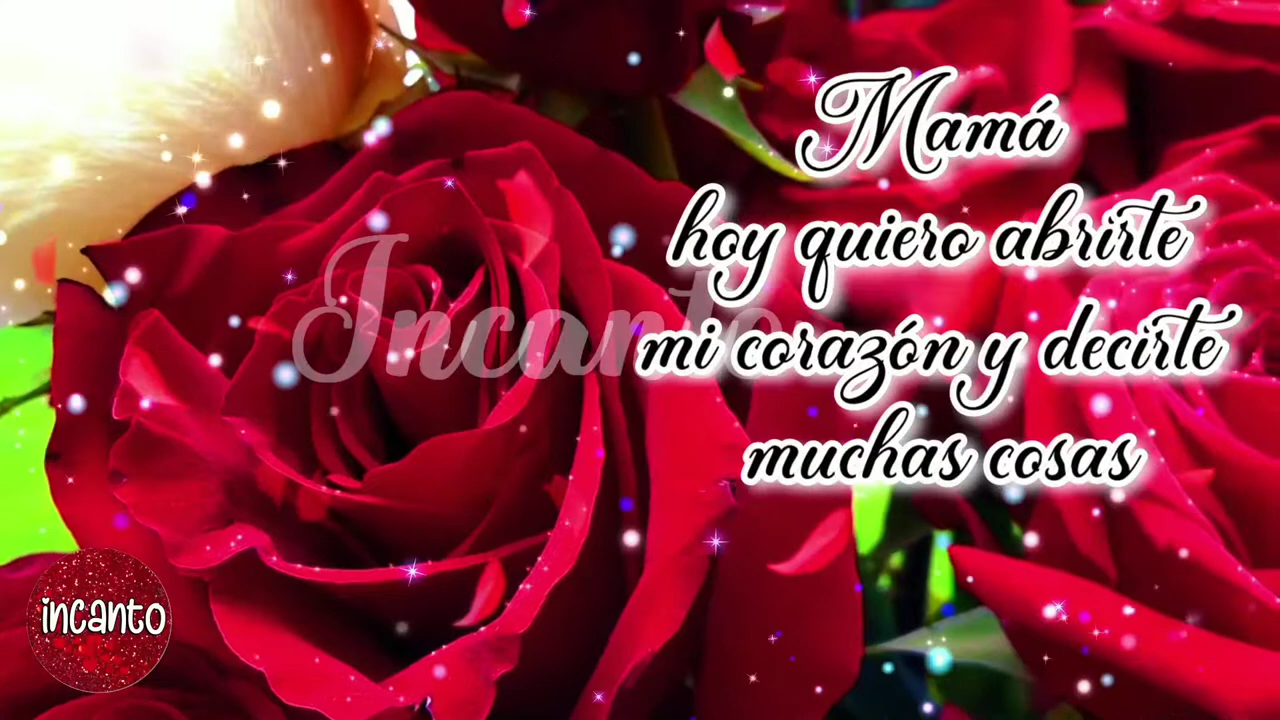 Mamá
hoy quiero abrirte
mi corazón y decirte
muchas cosas
Incanto
incanto